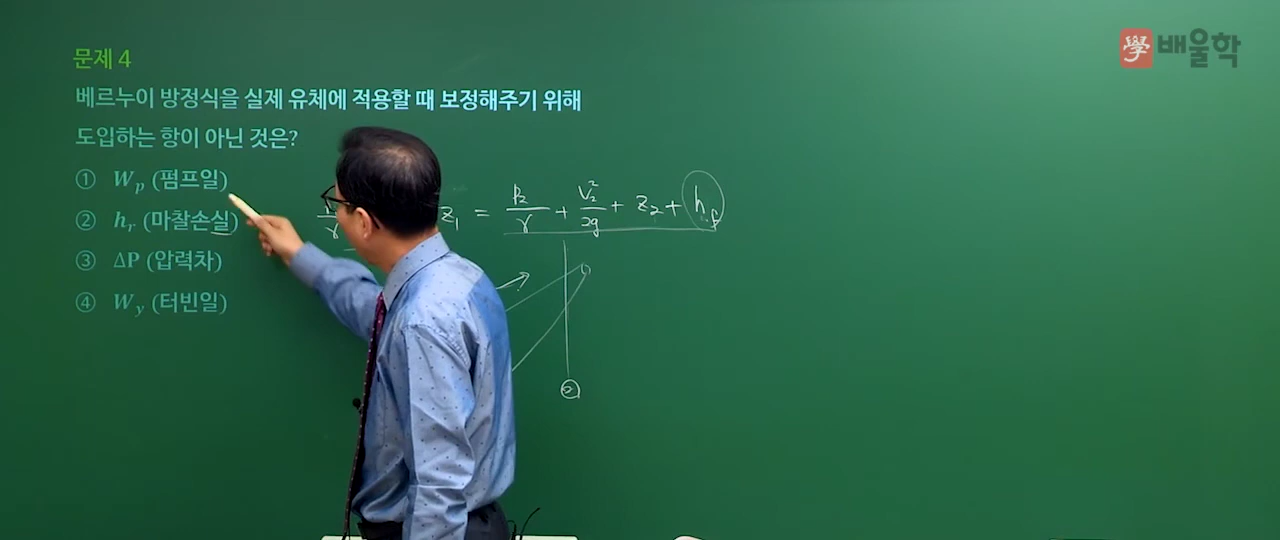 學 배울학
문제 4
베르누이 방정식을 실제 유체에 적용할 때 보정해주기 위해
도입하는 항이 아닌 것은?
① Wp (펌프일)
② hr (마찰손실)
③ ΔP (압력차)
④ Wy (터빈일)
z₁ = P₂/γ + V₂²/2g + z₂ + hf
②